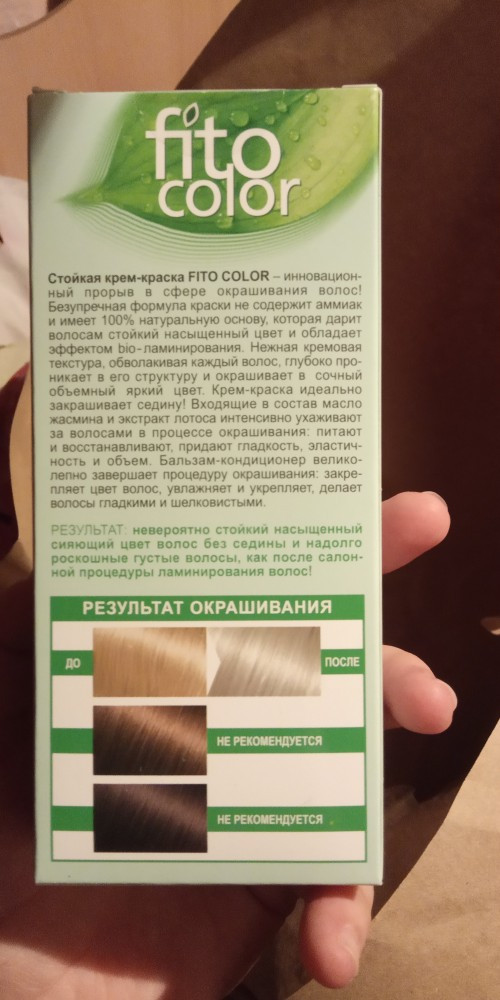 fito
color
Стойкая крем-краска FITO COLOR – инновацион-
ный прорыв в сфере окрашивания волос!
Безупречная формула краски не содержит аммиак
и имеет 100% натуральную основу, которая дарит
волосам стойкий насыщенный цвет и обладает
эффектом bio-ламинирования. Нежная кремовая
текстура, обволакивая каждый волос, глубоко про-
никает в его структуру и окрашивает в сочный
объемный яркий цвет. Крем-краска идеально
закрашивает седину! Входящие в состав масло
жасмина и экстракт лотоса интенсивно ухаживают
за волосами в процессе окрашивания: питают
и восстанавливают, придают гладкость, эластич-
ность и объем. Бальзам-кондиционер велико-
лепно завершает процедуру окрашивания: закре-
пляет цвет волос, увлажняет и укрепляет, делает
волосы гладкими и шелковистыми.
РЕЗУЛЬТАТ: невероятно стойкий насыщенный
сияющий цвет волос без седины и надолго
роскошные густые волосы, как после салон-
ной процедуры ламинирования волос!
РЕЗУЛЬТАТ ОКРАШИВАНИЯ
ДО ПОСЛЕ
НЕ РЕКОМЕНДУЕТСЯ
НЕ РЕКОМЕНДУЕТСЯ